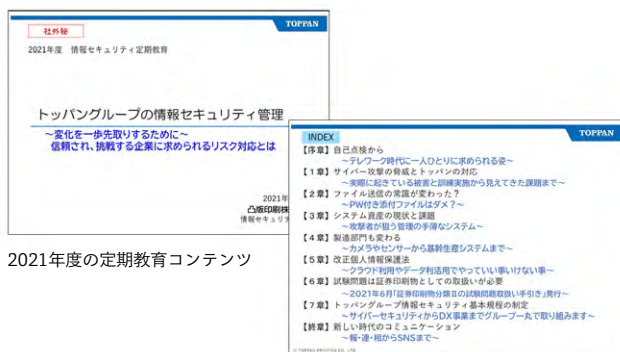 社外秘
TOPPAN
2021年度 情報セキュリティ定期教育
トッパングループの情報セキュリティ管理
～変化を一歩先取りするために～
信頼され、挑戦する企業に求められるリスク対応とは
2021年
凸版印刷株
情報セキュリテ
INDEX
TOPPAN
【序章】自己点検から
～テレワーク時代に一人ひとりに求められる姿～
【1章】サイバー攻撃の脅威とトッパンの対応
～実際に起きている被害と訓練実施から見えてきた課題まで～
【2章】ファイル送信の常識が変わった？
～PW付き添付ファイルはダメ？～
【3章】システム資産の現状と課題
～攻撃者が狙う管理の手薄なシステム～
【4章】製造部門も変わる
～カメラやセンサーから基幹生産システムまで～
【5章】改正個人情報保護法
～クラウド利用やデータ利活用でやっていい事いけない事～
【6章】試験問題は証券印刷物としての取扱いが必要
～2021年6月「証券印刷物分類Ⅱの試験問題取扱い手引き」発行～
【7章】トッパングループ情報セキュリティ基本規程の制定
～サイバーセキュリティからDX事業までグループ一丸で取り組みます～
【終章】新しい時代のコミュニケーション
～報・連・相からSNSまで～
© TOPPAN PRINTING CO., LTD.
2021年度の定期教育コンテンツ